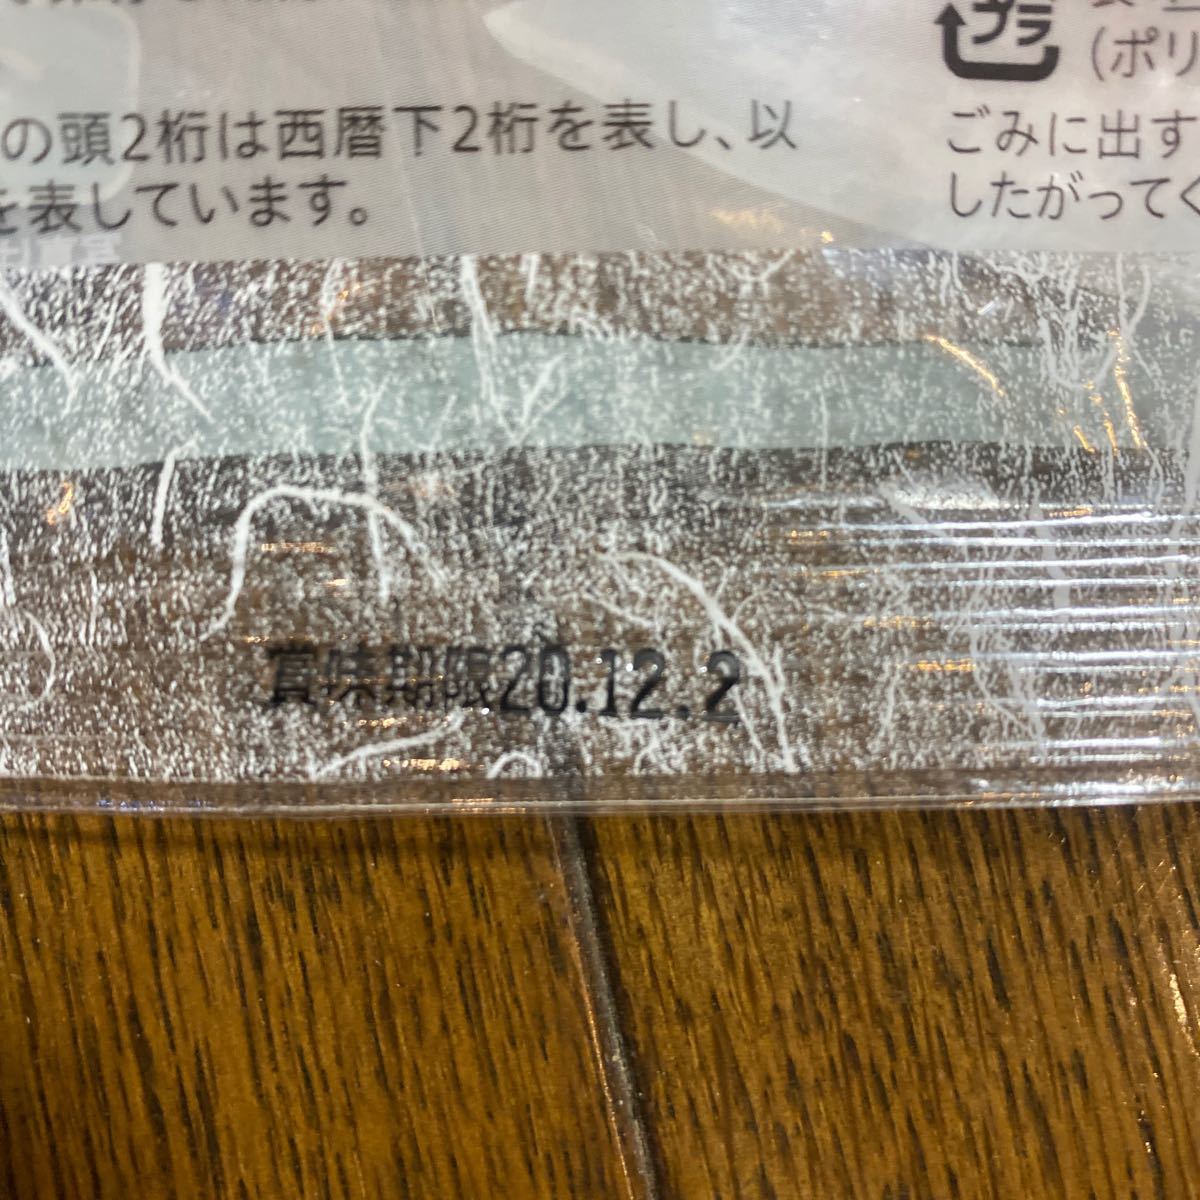 プラ
(ポリ
の頭2桁は西暦下2桁を表し、以
を表しています。
ごみに出す
したがってく
賞味期限20.12.2